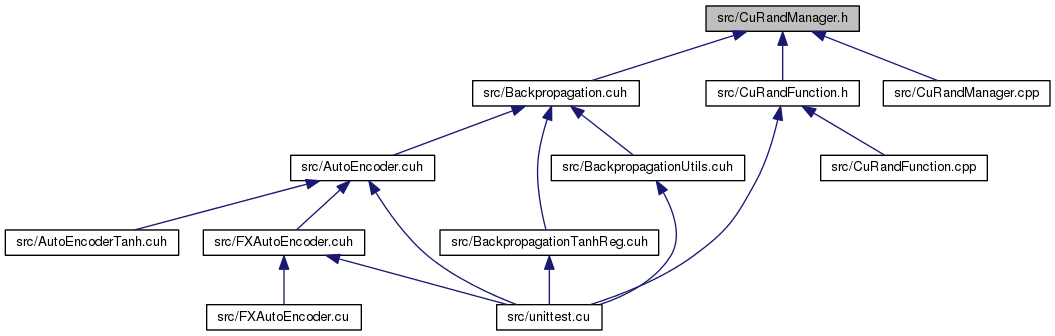 src/CuRandManager.h
src/Backpropagation.cuh
src/CuRandFunction.h
src/CuRandManager.cpp
src/AutoEncoder.cuh
src/BackpropagationUtils.cuh
src/CuRandFunction.cpp
src/AutoEncoderTanh.cuh
src/FXAutoEncoder.cuh
src/BackpropagationTanhReg.cuh
src/FXAutoEncoder.cu
src/unittest.cu